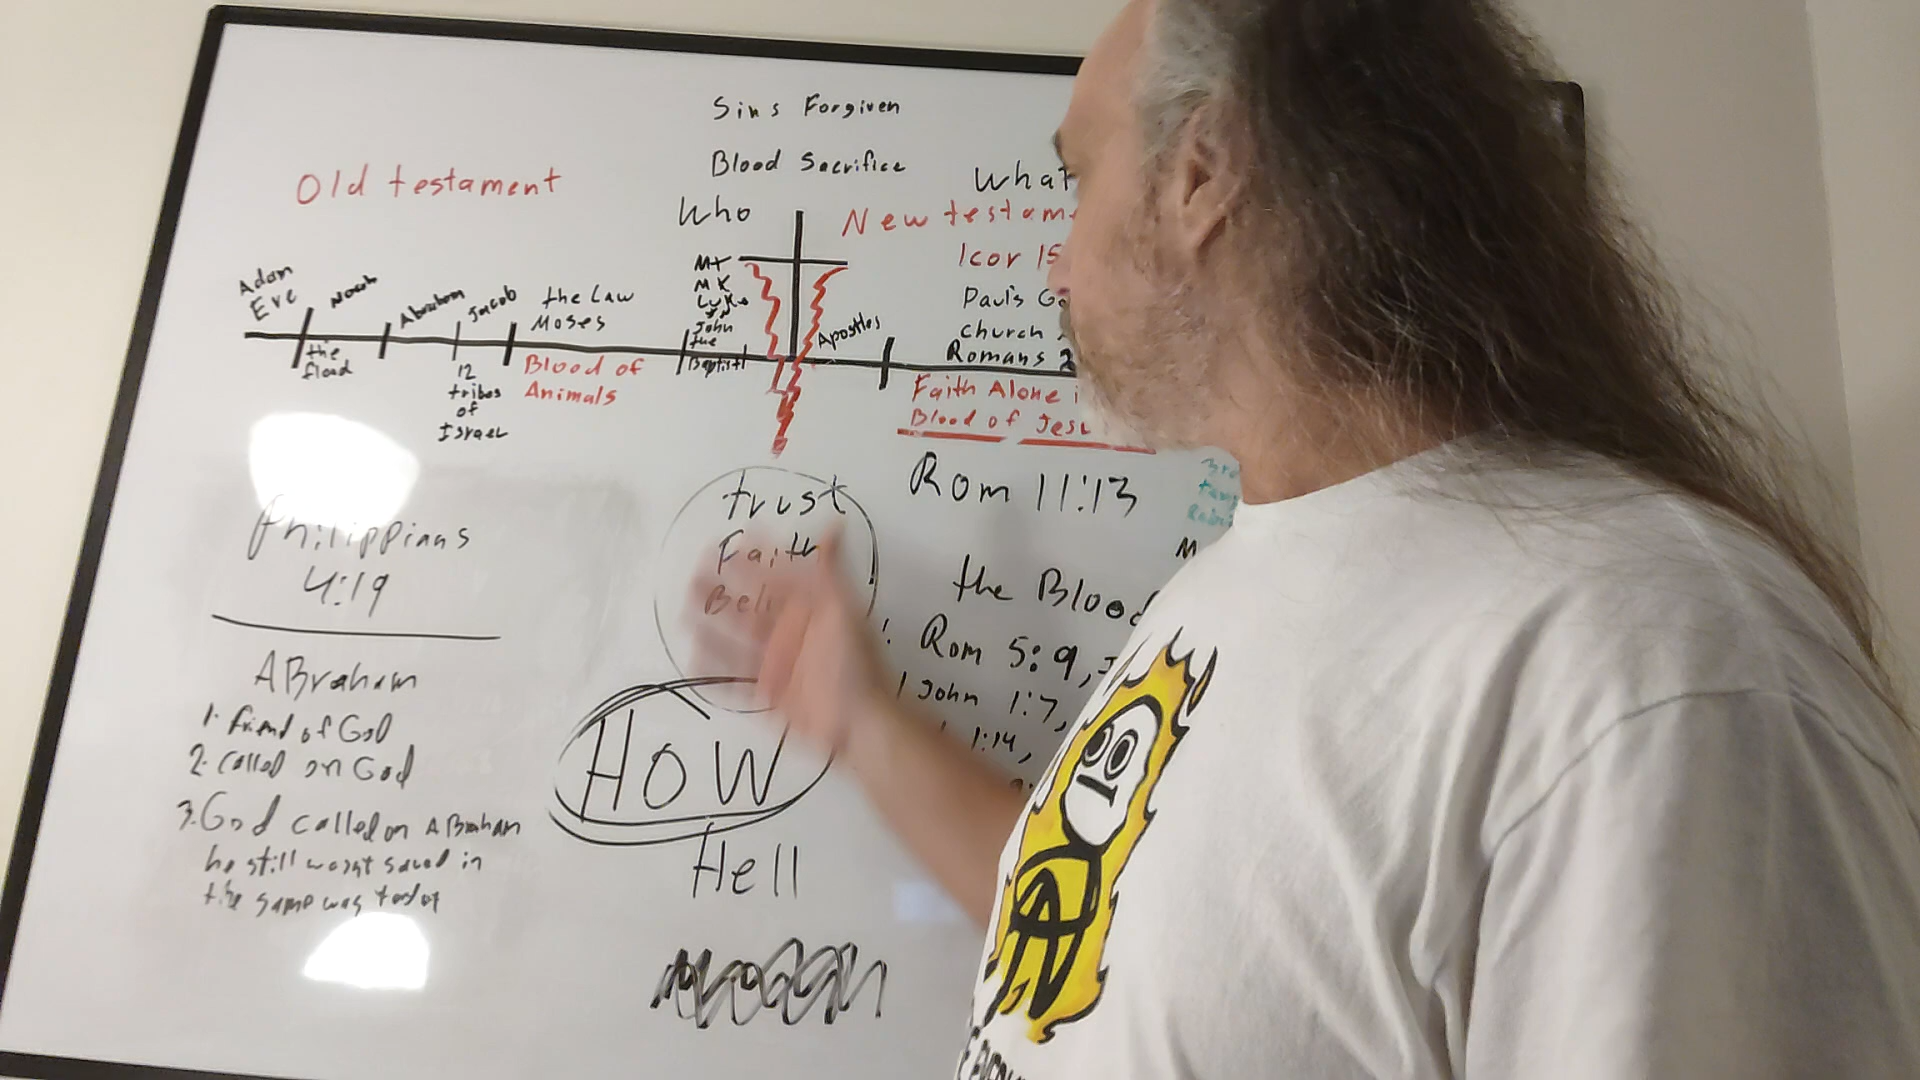 Sins Forgiven
Blood Sacrifice
Old testament
Who
What
New testam
1cor 15
Paul's G
church
Romans 2
Adam
Eve
Noah
Abraham
Jacob
the Law
Moses
MT
MK
Luke
John
the
Baptist
Apostles
the
flood
12
tribes
of
Israel
Blood of
Animals
Faith Alone i
Blood of Jesu
Rom 11:13
trust
Faith
Beli
Philippians
4:19
the Blood
Rom 5:9,
1 John 1:7,
1:14,
ABraham
1. friend of God
2. called on God
3. God called on ABraham
he still wasnt saved in
the same way today
HOW
Hell